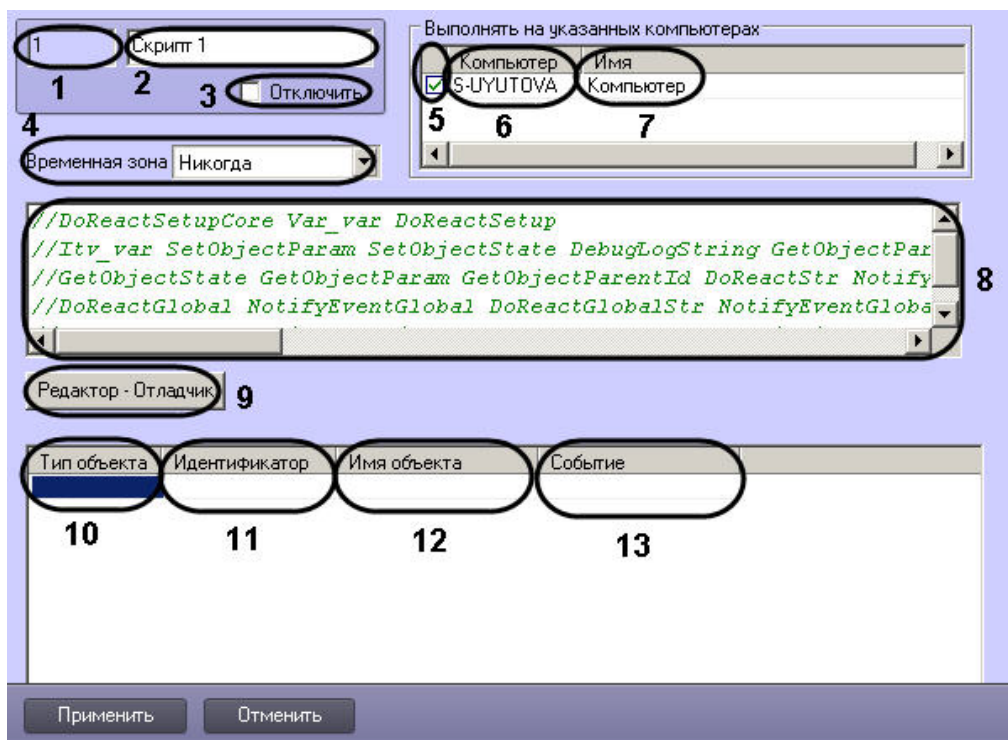 1 Скрипт 1
1 2 3 Отключить
4
Временная зона Никогда
Выполнять на указанных компьютерах
Компьютер Имя
S-UYUTOVA Компьютер
5 6 7
//DoReactSetupCore Var_var DoReactSetup
//Itv_var SetObjectParam SetObjectState DebugLogString GetObjectPar
//GetObjectState GetObjectParam GetObjectParentId DoReactStr Notify
//DoReactGlobal NotifyEventGlobal DoReactGlobalStr NotifyEventGloba
8
Редактор - Отладчик 9
Тип объекта Идентификатор Имя объекта Событие
10 11 12 13
Применить Отменить